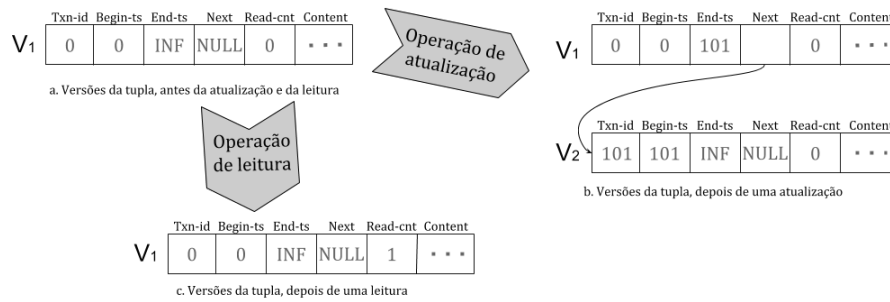 Txn-id Begin-ts End-ts Next Read-cnt Content
V1 0 0 INF NULL 0 ...
a. Versões da tupla, antes da atualização e da leitura
Operação de
atualização
Txn-id Begin-ts End-ts Next Read-cnt Content
V1 0 0 101 0 ...
Txn-id Begin-ts End-ts Next Read-cnt Content
V2 101 101 INF NULL 0 ...
b. Versões da tupla, depois de uma atualização
Operação
de leitura
Txn-id Begin-ts End-ts Next Read-cnt Content
V1 0 0 INF NULL 1 ...
c. Versões da tupla, depois de uma leitura